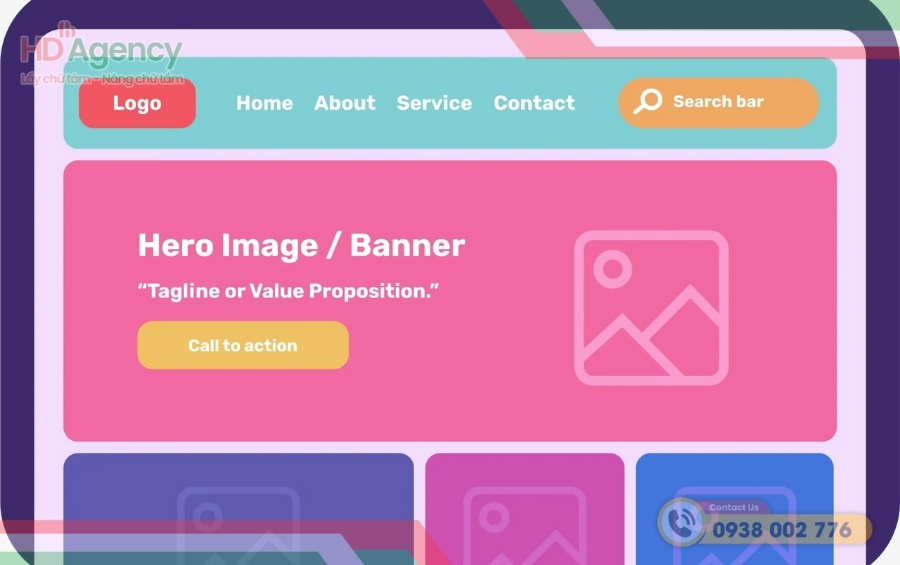 HD Agency
Lấy chữ tâm - Nâng chữ tầm
Logo
Home
About
Service
Contact
Search bar
Hero Image / Banner
“Tagline or Value Proposition.”
Call to action
Contact Us
0938 002 776